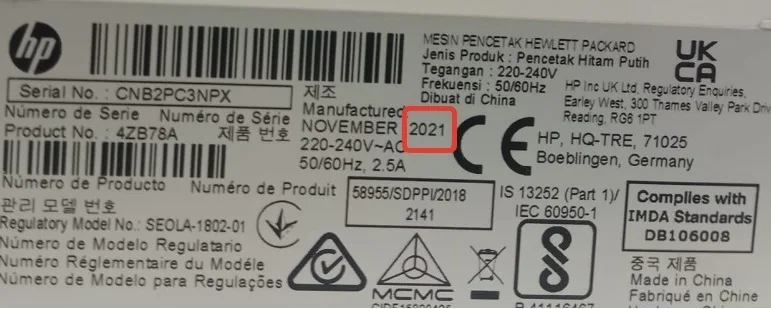 hp
Serial No. : CNB2PC3NPX
Número de Serie Número de Série
Product No. : 4ZB78A 제품 번호
Número de Producto Numéro de Produit
관리 모델 번호
Regulatory Model No.: SEOLA-1802-01
Número de Modelo Regulatario
Numéro Réglementaire du Modéle
Número de Modelo para Regulações
제조
Manufactured
NOVEMBER 2021
220-240V~AC
50/60Hz, 2.5A
MESIN PENCETAK HEWLETT PACKARD
Jenis Produk : Pencetak Hitam Putih
Tegangan : 220-240V
Frekuensi : 50/60Hz
Dibuat di China
UK
CA
HP Inc UK Ltd, Regulatory Enquiries,
Earley West, 300 Thames Valley Park Drive
Reading, RG6 1PT
CE
HP, HQ-TRE, 71025
Boeblingen, Germany
58955/SDPPI/2018
2141
IS 13252 (Part 1)/
IEC 60950-1
Complies with
IMDA Standards
DB106008
MCMC
중국 제품
Made in China
Fabriqué en Chine
Hecho en China